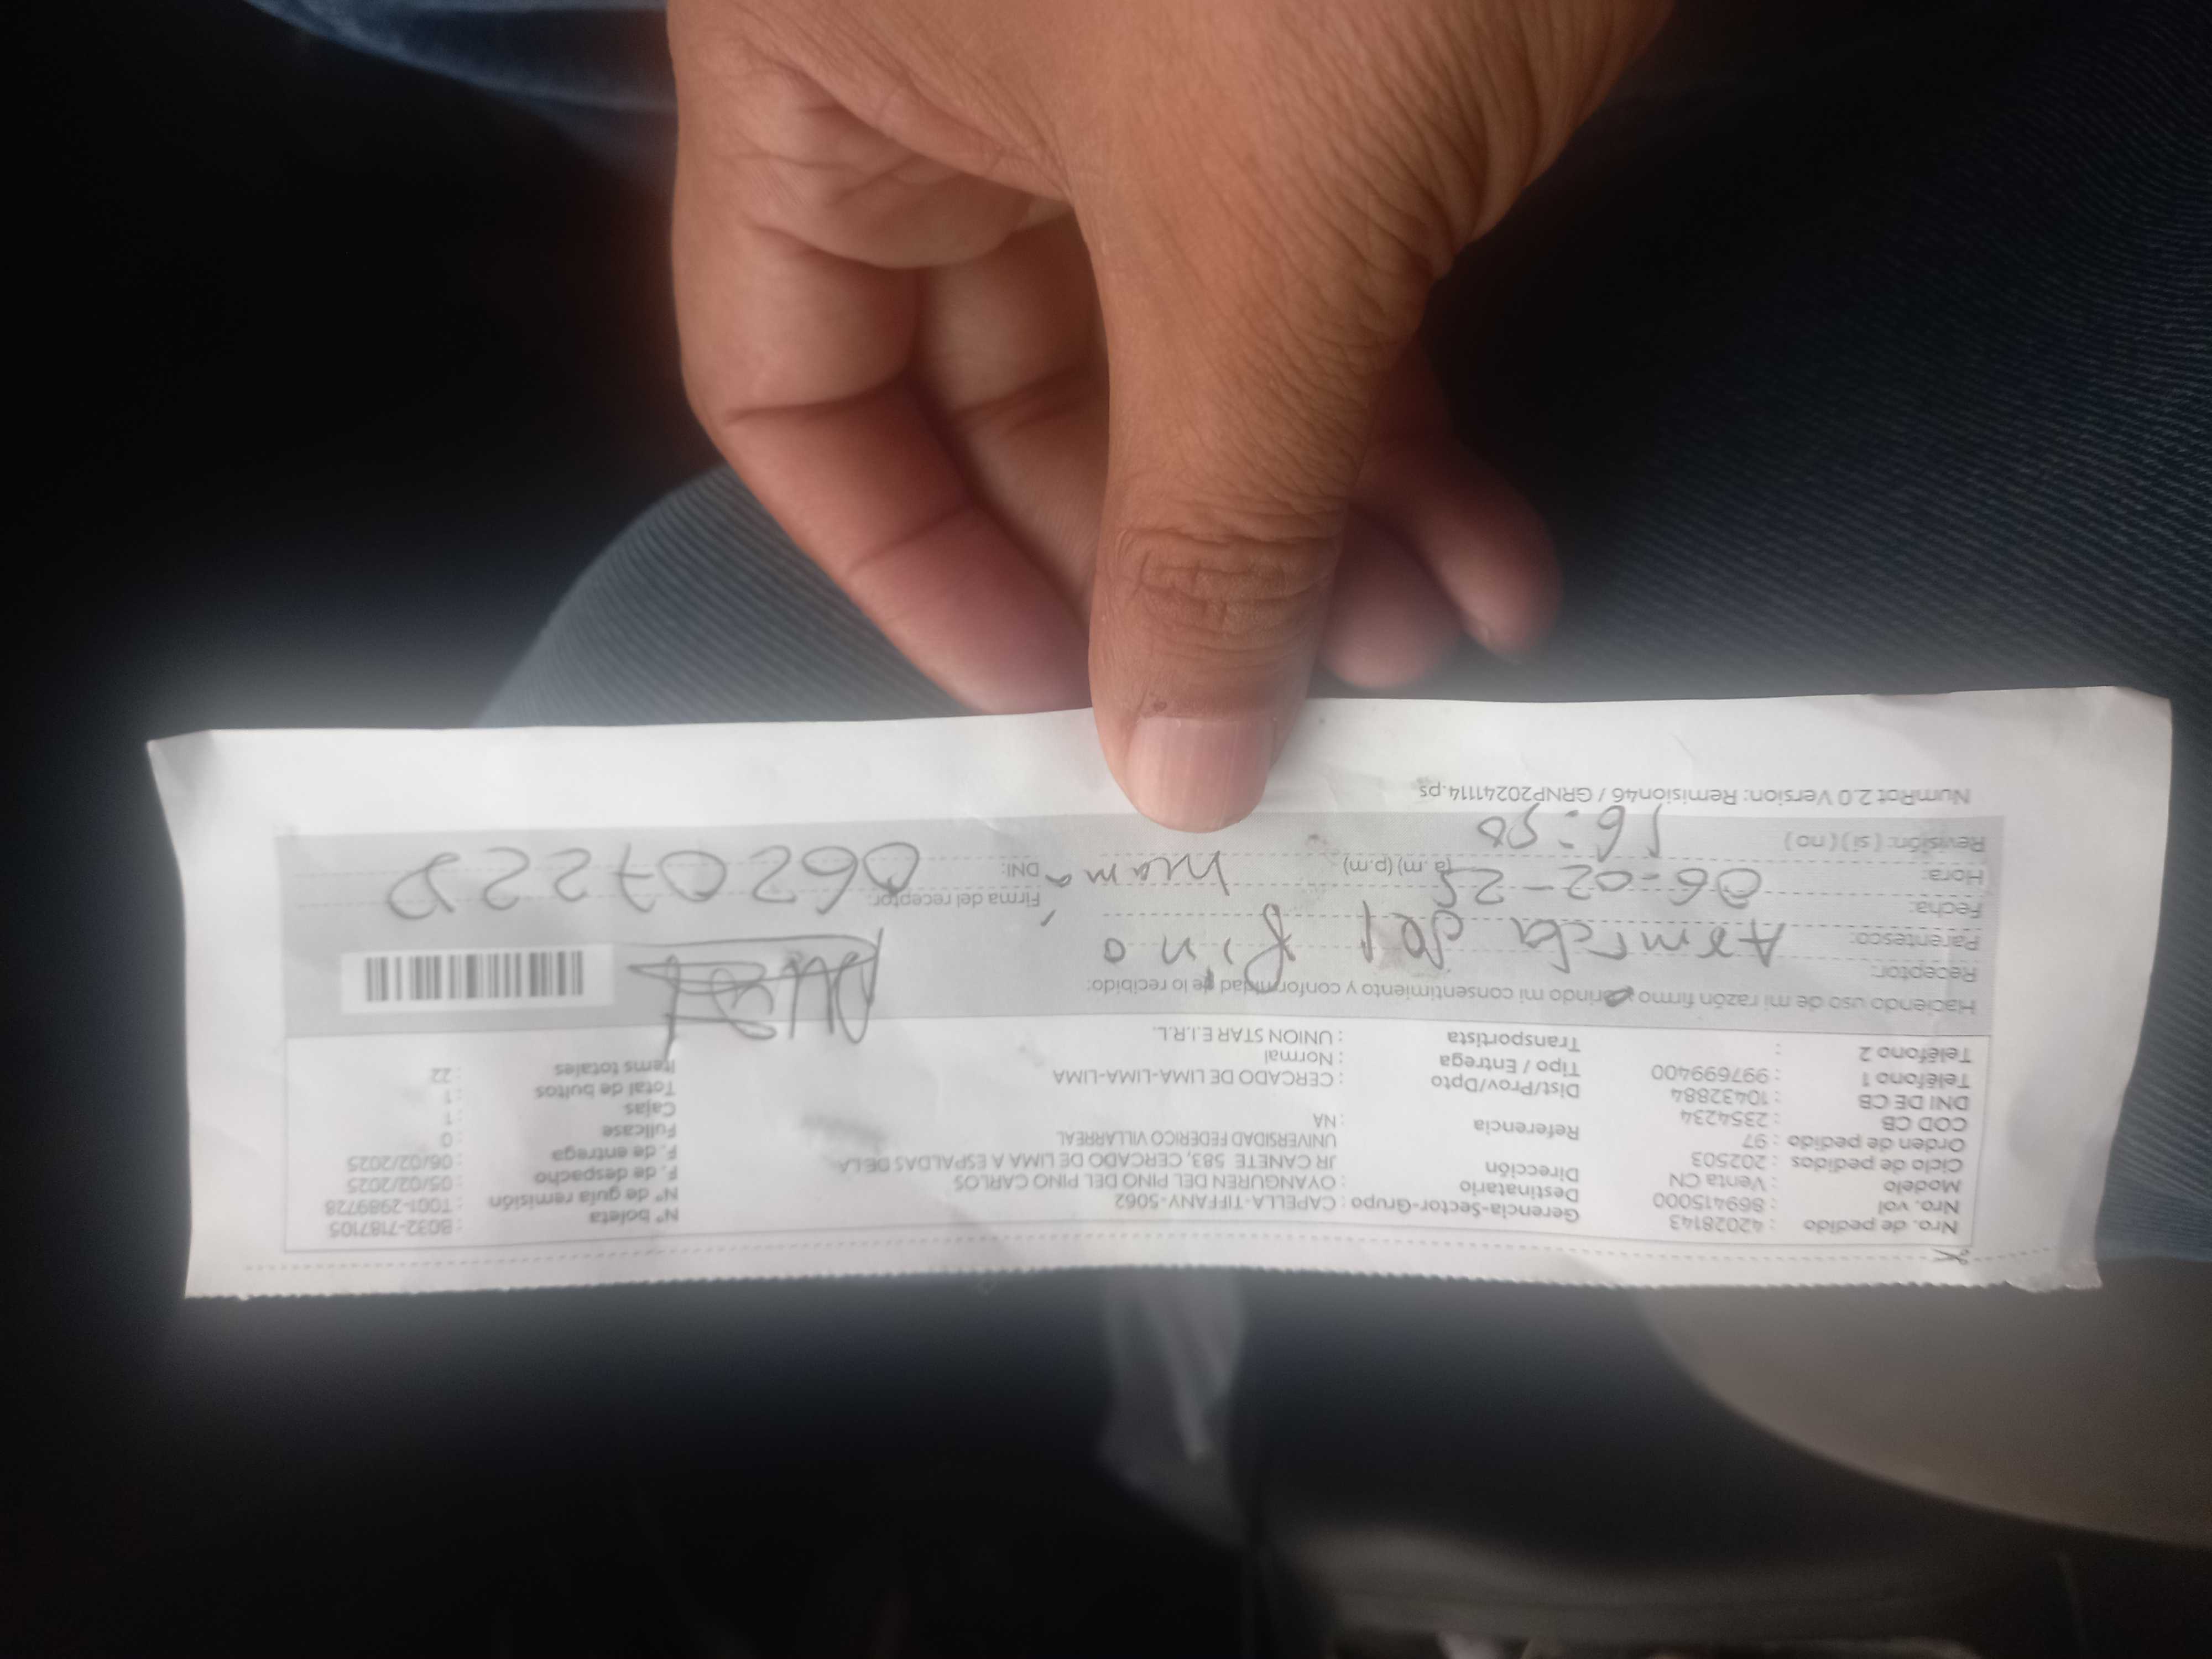 Nro. de pedido : 42028143
Nro. vol : 869415000
Modelo : Venta CN
Ciclo de pedidos : 202503
Orden de pedido : 97
COD CB : 2354234
DNI DE CB : 10432884
Teléfono 1 : 997699400
Teléfono 2 :
Gerencia-Sector-Grupo : CAPELLA-TIFFANY-5062
Destinatario : OYANGUREN DEL PINO DEL PINO CARLOS
Dirección JR CANETE 583, CERCADO DE LIMA A ESPALDAS DE LA
UNIVERSIDAD FEDERICO VILLARREAL
Referencia : NA
Dist/Prov/Dpto : CERCADO DE LIMA-LIMA-LIMA
Tipo / Entrega : Normal
Transportista : UNION STAR E.I.R.L.
N° boleta : B032-7187105
N° de guía remisión : T001-2989728
F. de despacho : 05/02/2025
F. de entrega : 06/02/2025
Fullcase : 0
Cajas : 1
Total de bultos : 1
Items totales : 22
Haciendo uso de mi razón firmo brindo mi consentimiento y conformidad de lo recibido:
Receptor:
Parentesco: del Pino
Fecha: 06-02-25
Hora: (a.m) (p.m) mamá
Revisión: (si) (no) 16:50
Firma del receptor:
DNI: 0620722
NumRot 2.0 Version: Remision46 / GRNP20241114.ps